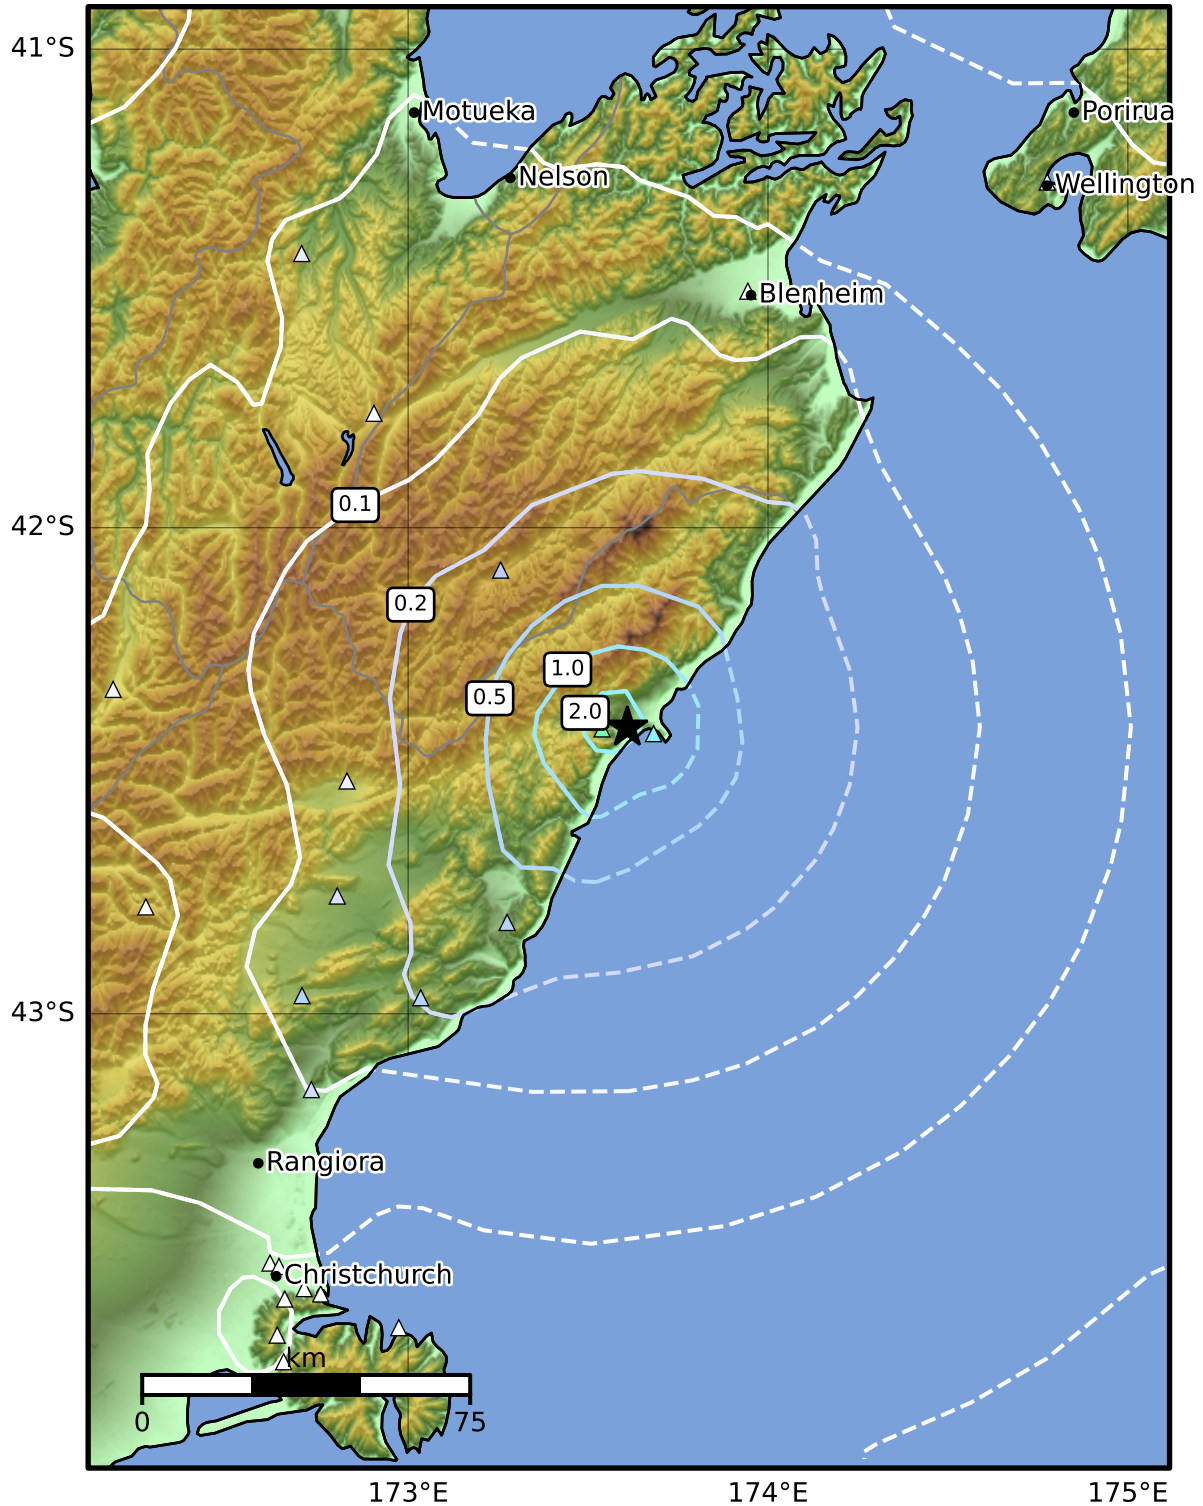 41°S
Motueka
Porirua
Nelson
Wellington
Blenheim
0.1
42°S
0.2
1.0
0.5
2.0
43°S
Rangiora
Christchurch
km
0 75
173°E 174°E 175°E